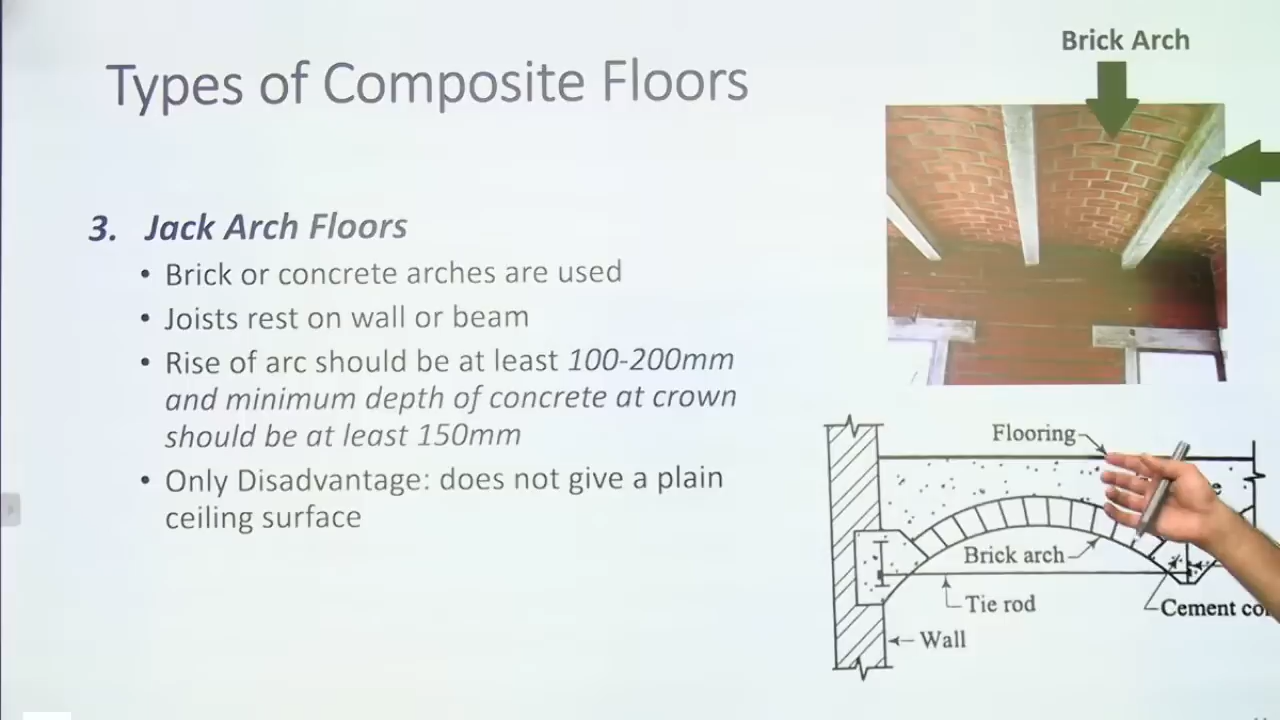 Brick Arch
Types of Composite Floors
3. Jack Arch Floors
• Brick or concrete arches are used
• Joists rest on wall or beam
• Rise of arc should be at least 100-200mm
and minimum depth of concrete at crown
should be at least 150mm
• Only Disadvantage: does not give a plain
ceiling surface
Flooring
Brick arch
Tie rod
Cement
Wall